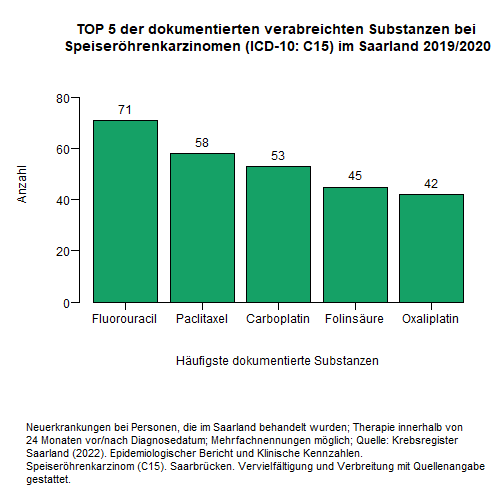 TOP 5 der dokumentierten verabreichten Substanzen bei
Speiseröhrenkarzinomen (ICD-10: C15) im Saarland 2019/2020
80
60
40
20
0
Anzahl
71
58
53
45
42
Fluorouracil
Paclitaxel
Carboplatin
Folinsäure
Oxaliplatin
Häufigste dokumentierte Substanzen
Neuerkrankungen bei Personen, die im Saarland behandelt wurden; Therapie innerhalb von
24 Monaten vor/nach Diagnosedatum; Mehrfachnennungen möglich; Quelle: Krebsregister
Saarland (2022). Epidemiologischer Bericht und Klinische Kennzahlen.
Speiseröhrenkarzinom (C15). Saarbrücken. Vervielfältigung und Verbreitung mit Quellenangabe
gestattet.